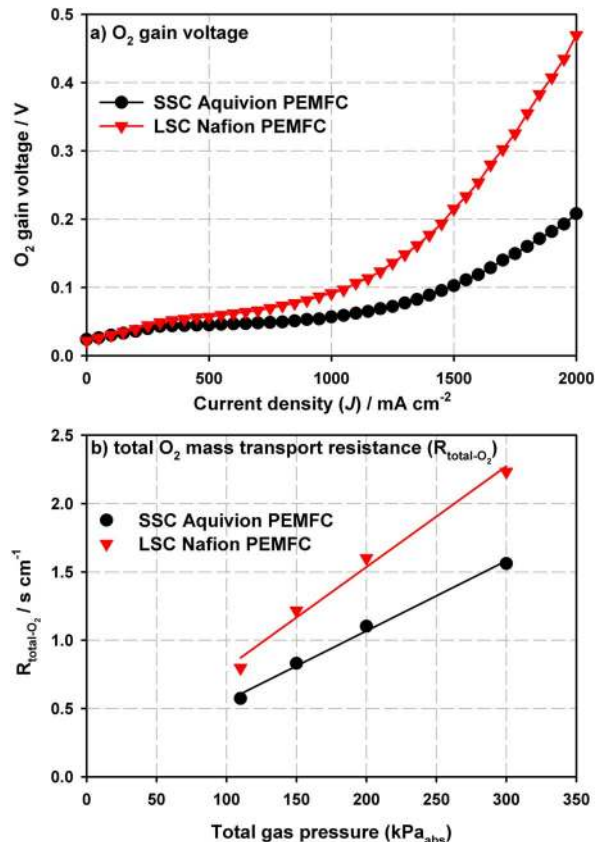 a) O₂ gain voltage
SSC Aquivion PEMFC
LSC Nafion PEMFC
O₂ gain voltage / V
0.5
0.4
0.3
0.2
0.1
0.0
0 500 1000 1500 2000
Current density (J) / mA cm⁻²
b) total O₂ mass transport resistance (R_total-O₂)
SSC Aquivion PEMFC
LSC Nafion PEMFC
R_total-O₂ / s cm⁻¹
2.5
2.0
1.5
1.0
0.5
0.0
0 50 100 150 200 250 300 350
Total gas pressure (kPa_abs)